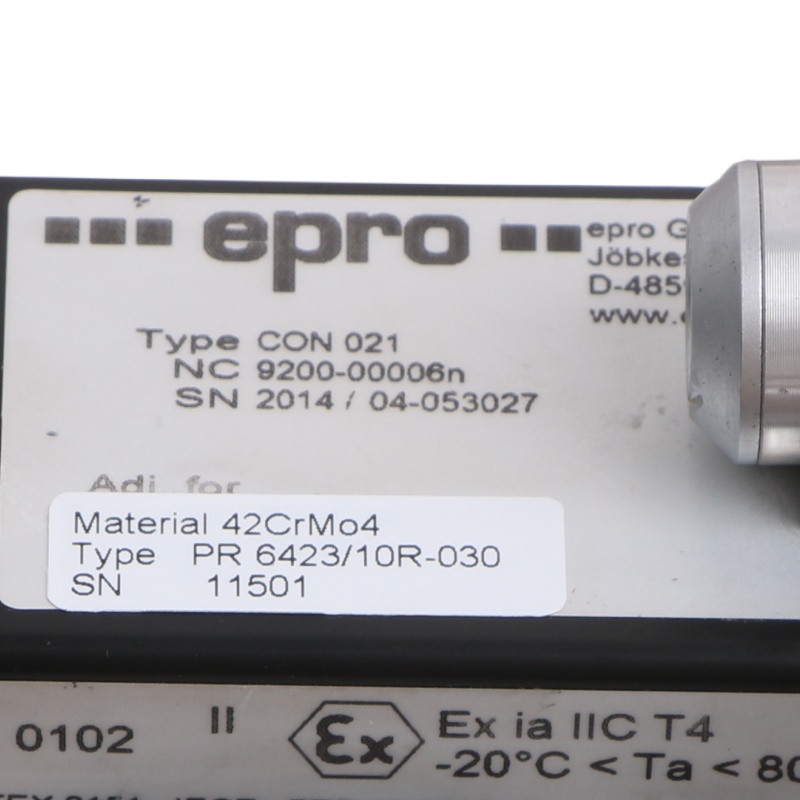 epro
epro G
Jöbke
D-485
www.
Type CON 021
NC 9200-00006n
SN 2014 / 04-053027
Adj. for
Material 42CrMo4
Type PR 6423/10R-030
SN 11501
0102 II Ex Ex ia IIC T4
-20°C < Ta < 80